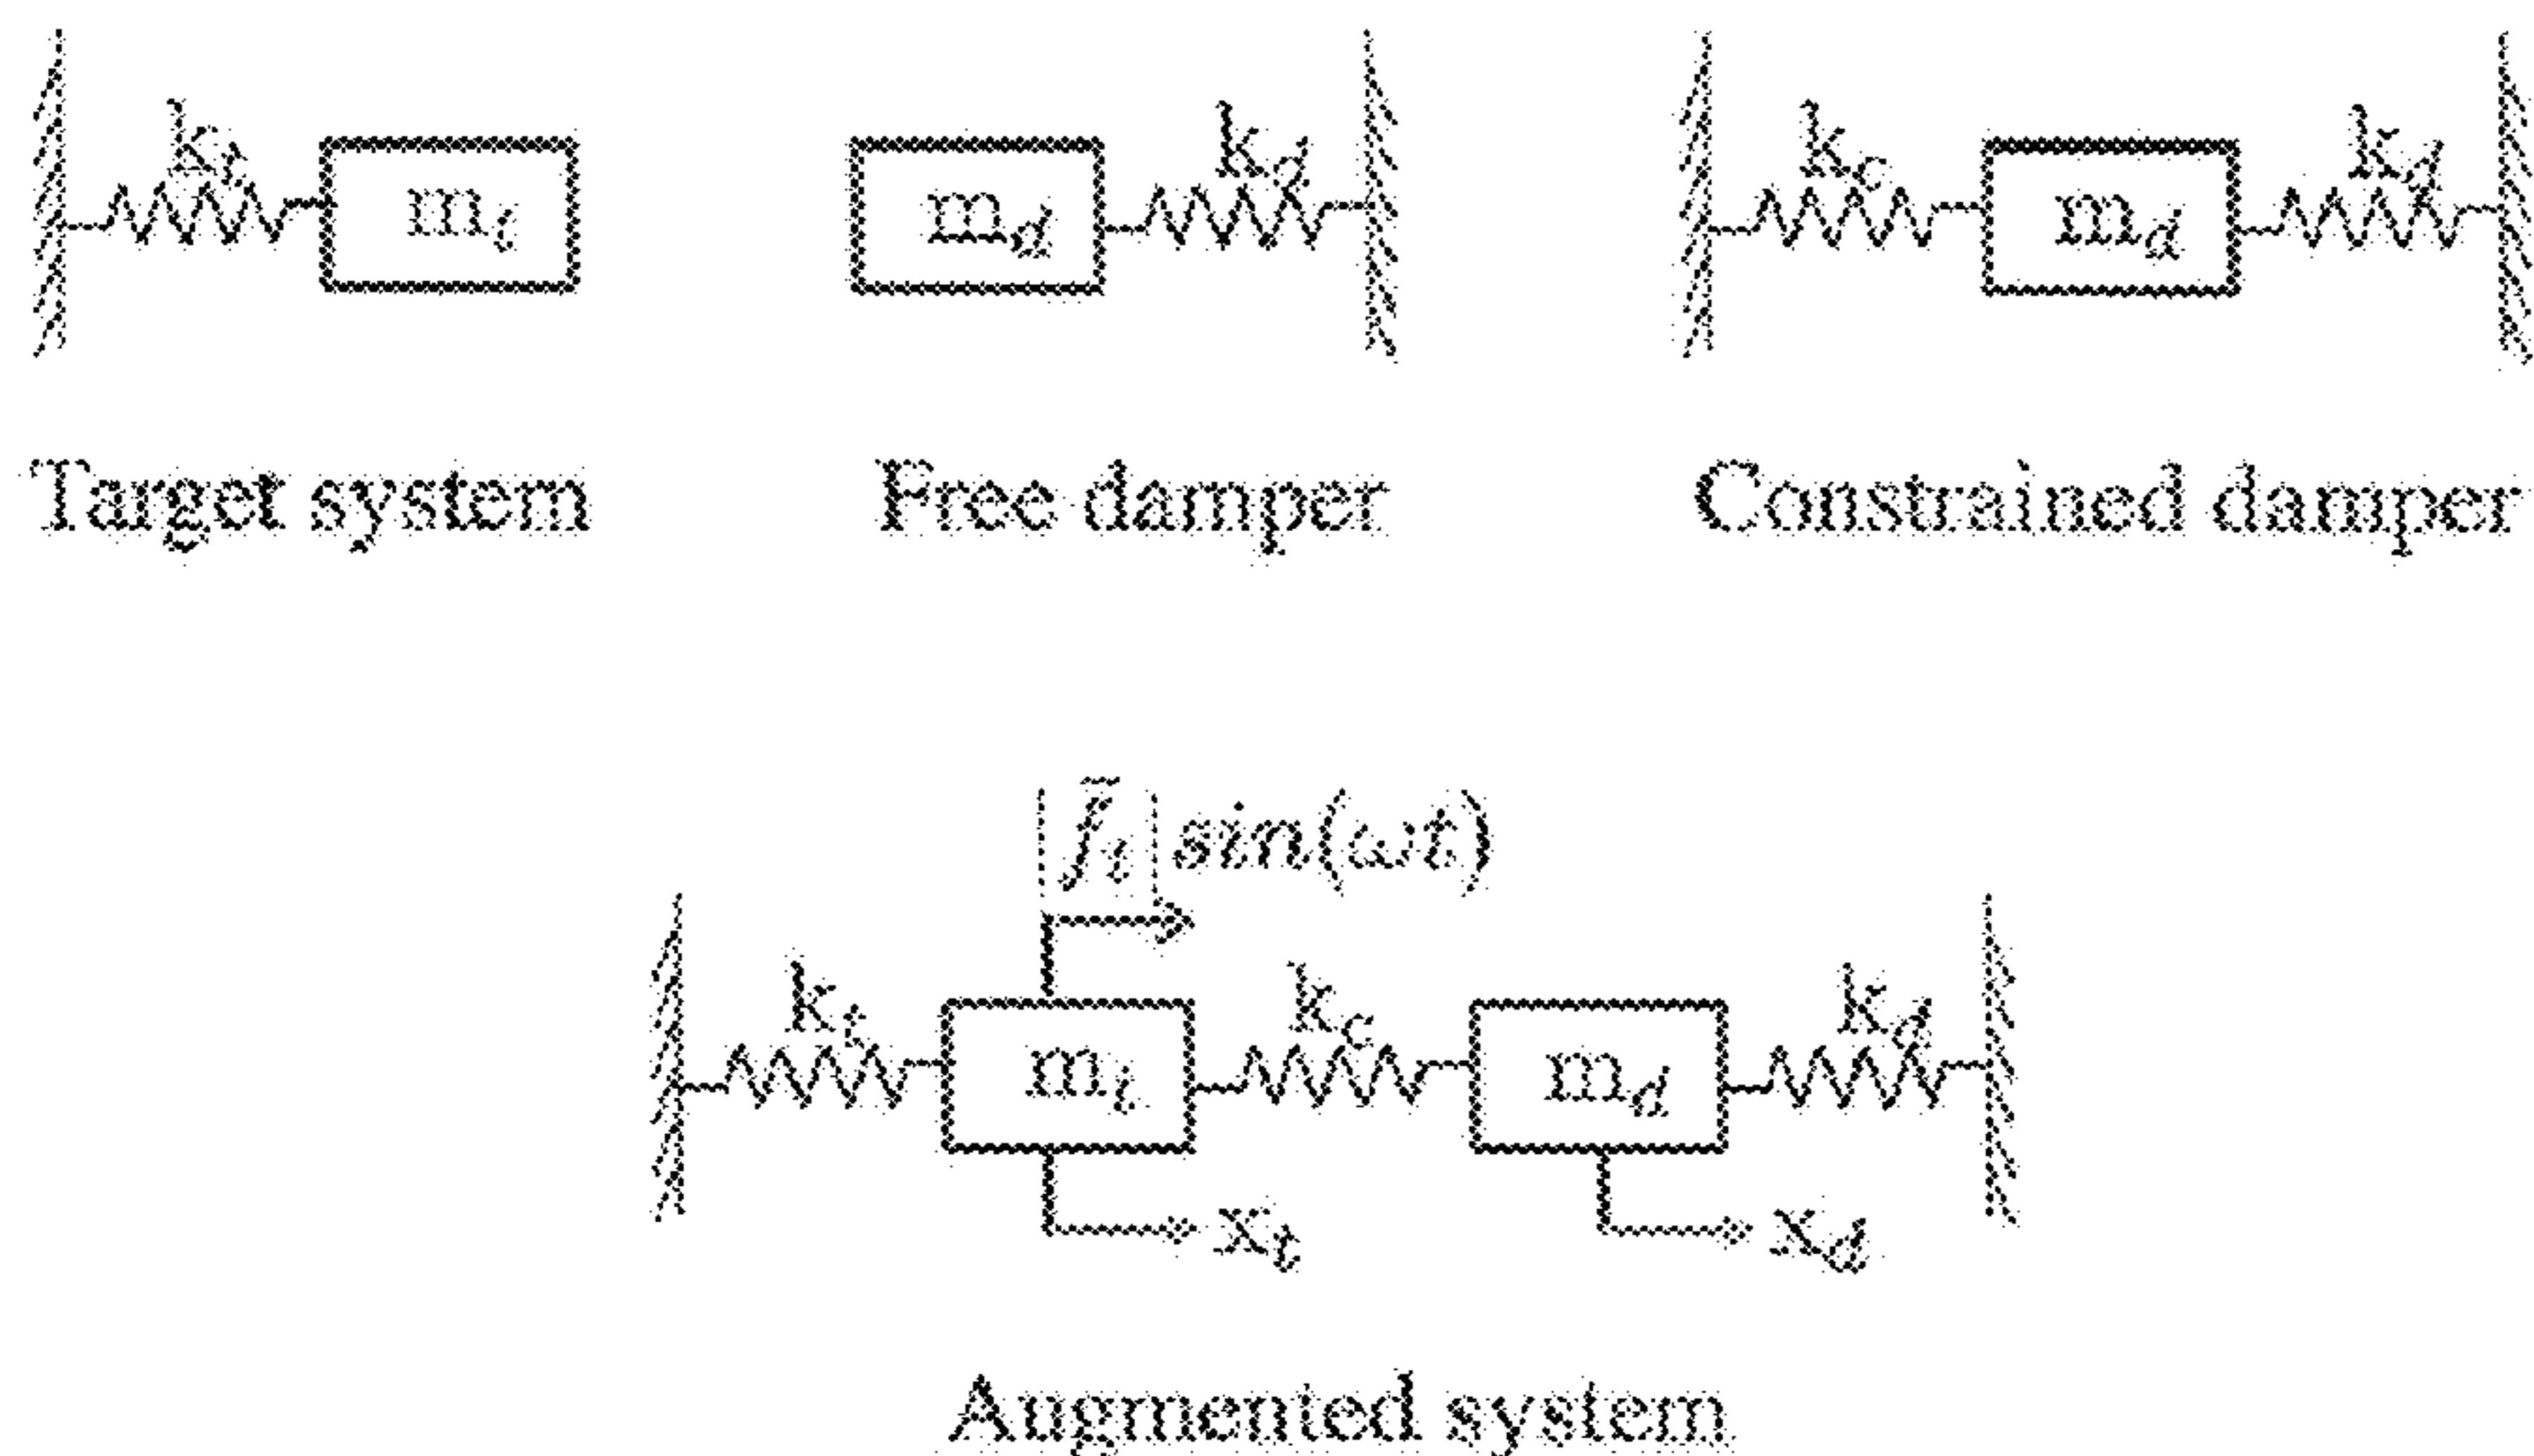 k_t m_t m_d k_d k_c m_d k_d
Target system Free damper Constrained damper
|f̃_t| sin(ωt)
k_t m_t k_c m_d k_d
x_t x_d
Augmented system